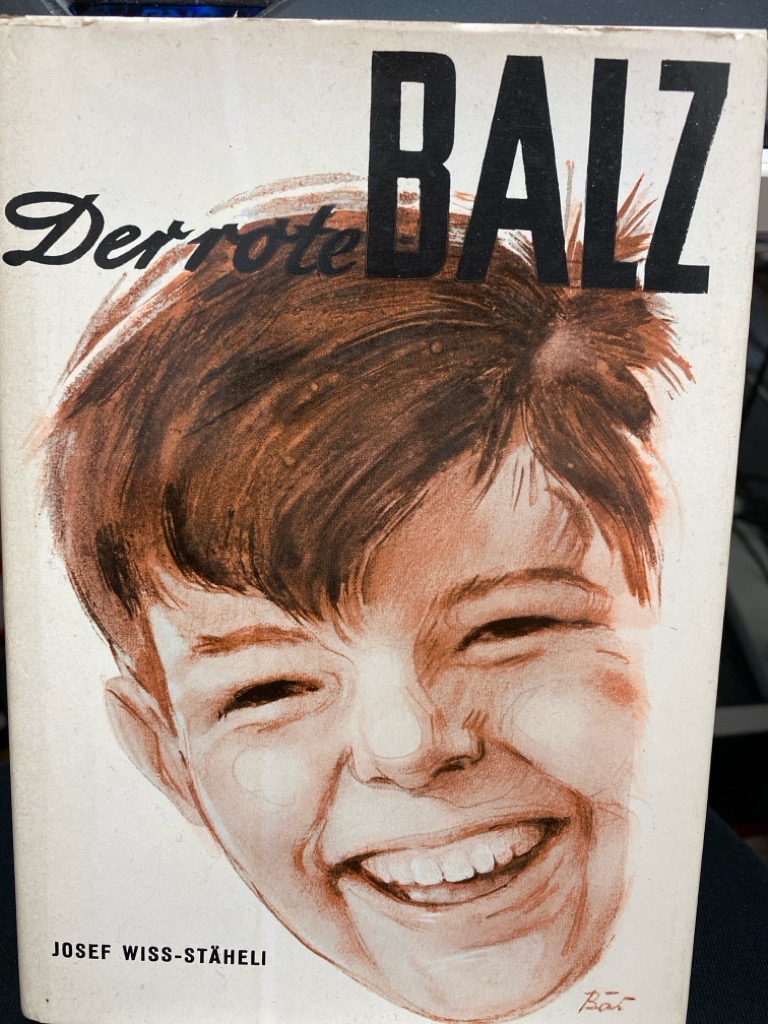 Der rote BALZ
JOSEF WISS-STÄHELI
Bär